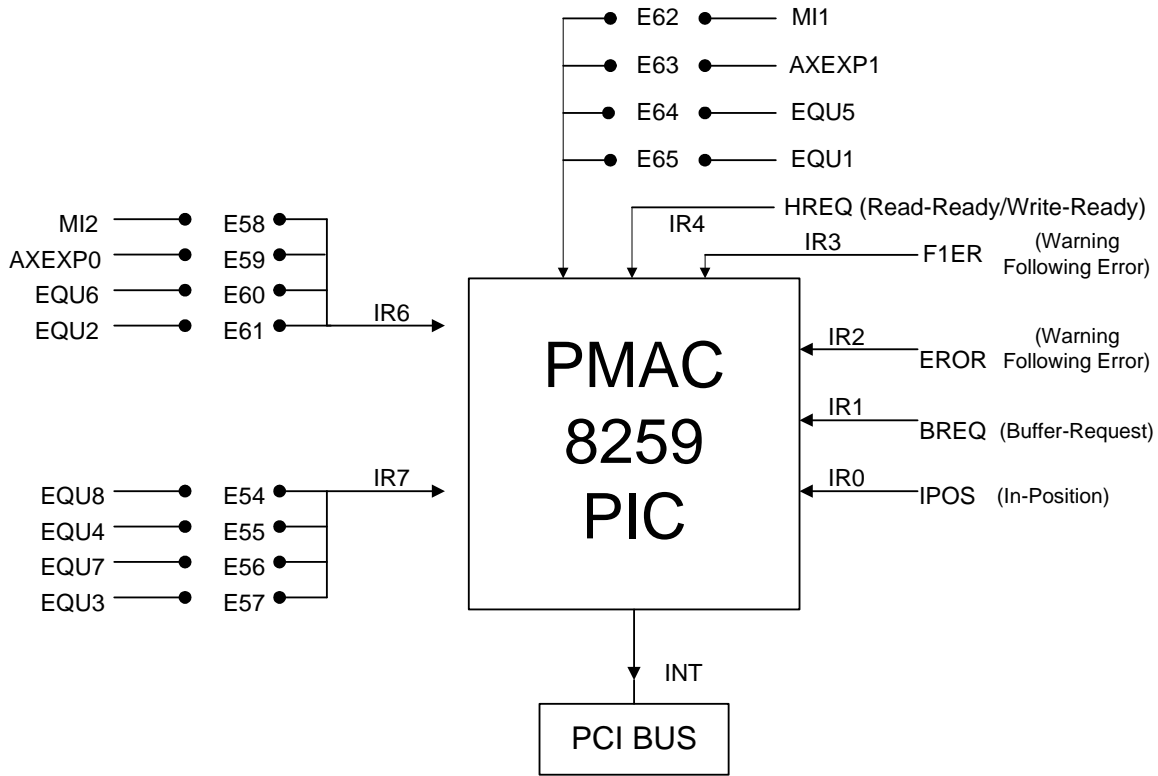 E62 MI1
E63 AXEXP1
E64 EQU5
E65 EQU1
HREQ (Read-Ready/Write-Ready)
IR4
IR3
F1ER (Warning
Following Error)
MI2 E58
AXEXP0 E59
EQU6 E60
EQU2 E61
IR6
IR2
EROR (Warning
Following Error)
IR1
BREQ (Buffer-Request)
IR0
IPOS (In-Position)
PMAC
8259
PIC
IR7
EQU8 E54
EQU4 E55
EQU7 E56
EQU3 E57
INT
PCI BUS